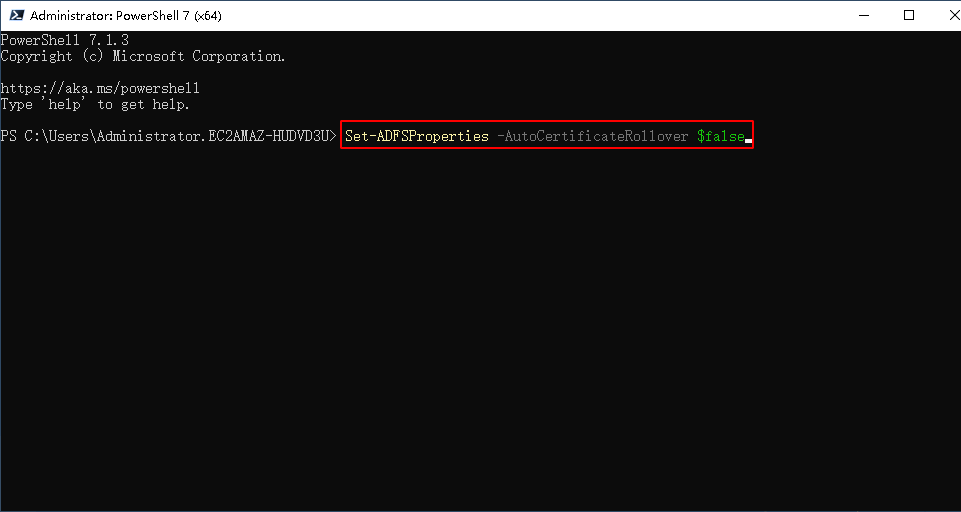 Administrator: PowerShell 7 (x64)
PowerShell 7.1.3
Copyright (c) Microsoft Corporation.
https://aka.ms/powershell
Type 'help' to get help.
PS C:\Users\Administrator.EC2AMAZ-HUDVD3U> Set-ADFSProperties -AutoCertificateRollover $false